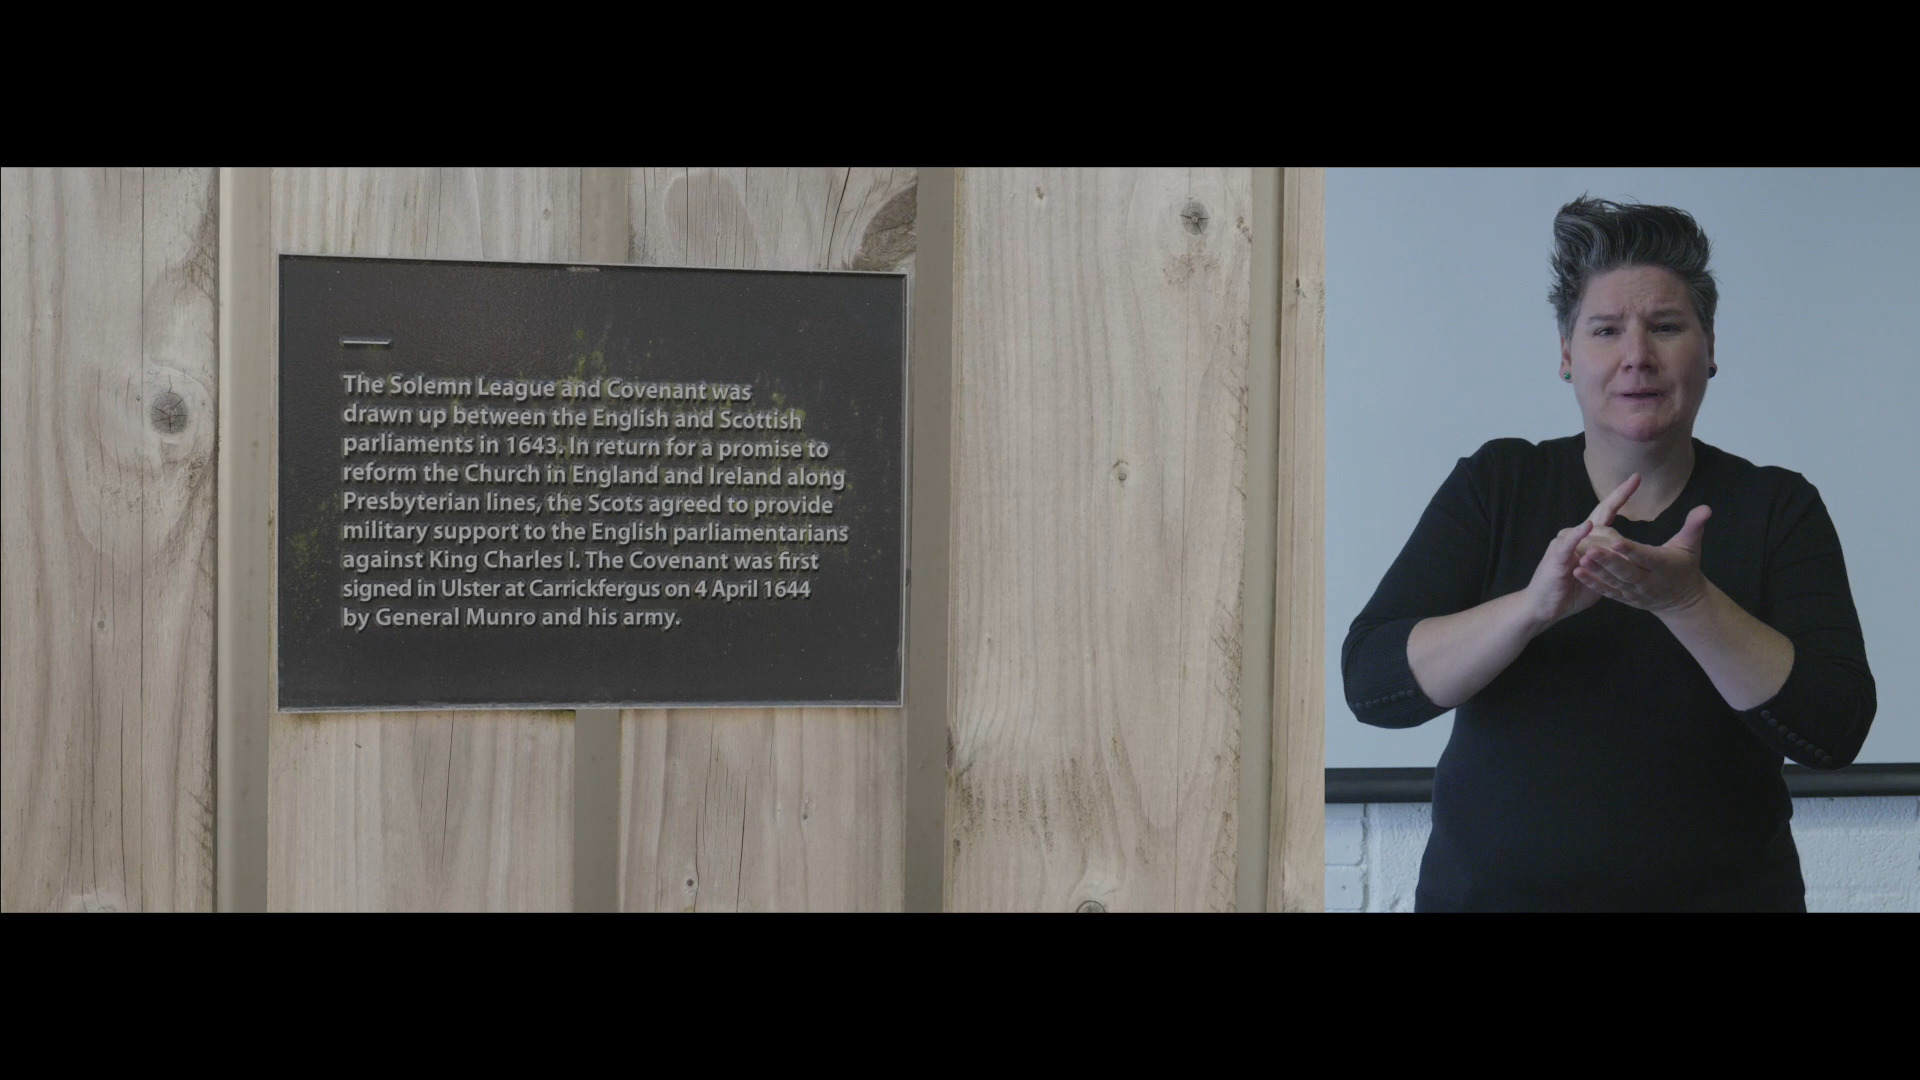 The Solemn League and Covenant was
drawn up between the English and Scottish
parliaments in 1643. In return for a promise to
reform the Church in England and Ireland along
Presbyterian lines, the Scots agreed to provide
military support to the English parliamentarians
against King Charles I. The Covenant was first
signed in Ulster at Carrickfergus on 4 April 1644
by General Munro and his army.